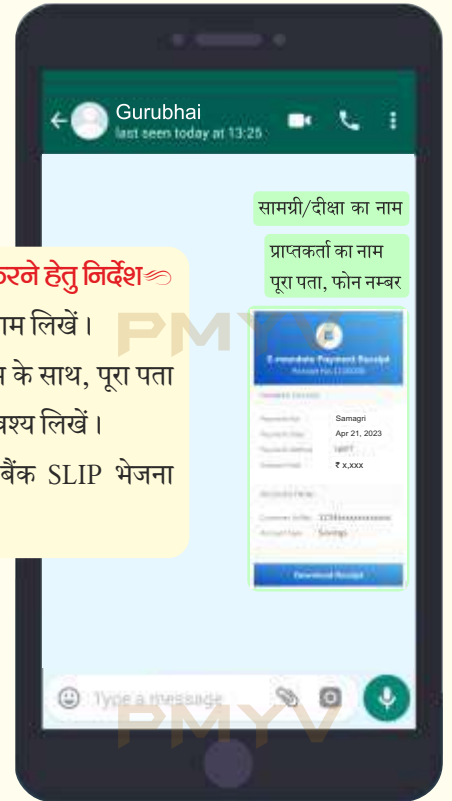 Gurubhai
last seen today at 13:25
सामग्री/दीक्षा का नाम
प्राप्तकर्ता का नाम
पूरा पता, फोन नम्बर
रने हेतु निर्देश
ाम लिखें।
के साथ, पूरा पता
वश्य लिखें।
बैंक SLIP भेजना
PMYV
E-mandate Payment Receipt
Samagri
Apr 21, 2023
NEFT
₹ x,xxx
Savings
Download Receipt
Type a message
PMYV